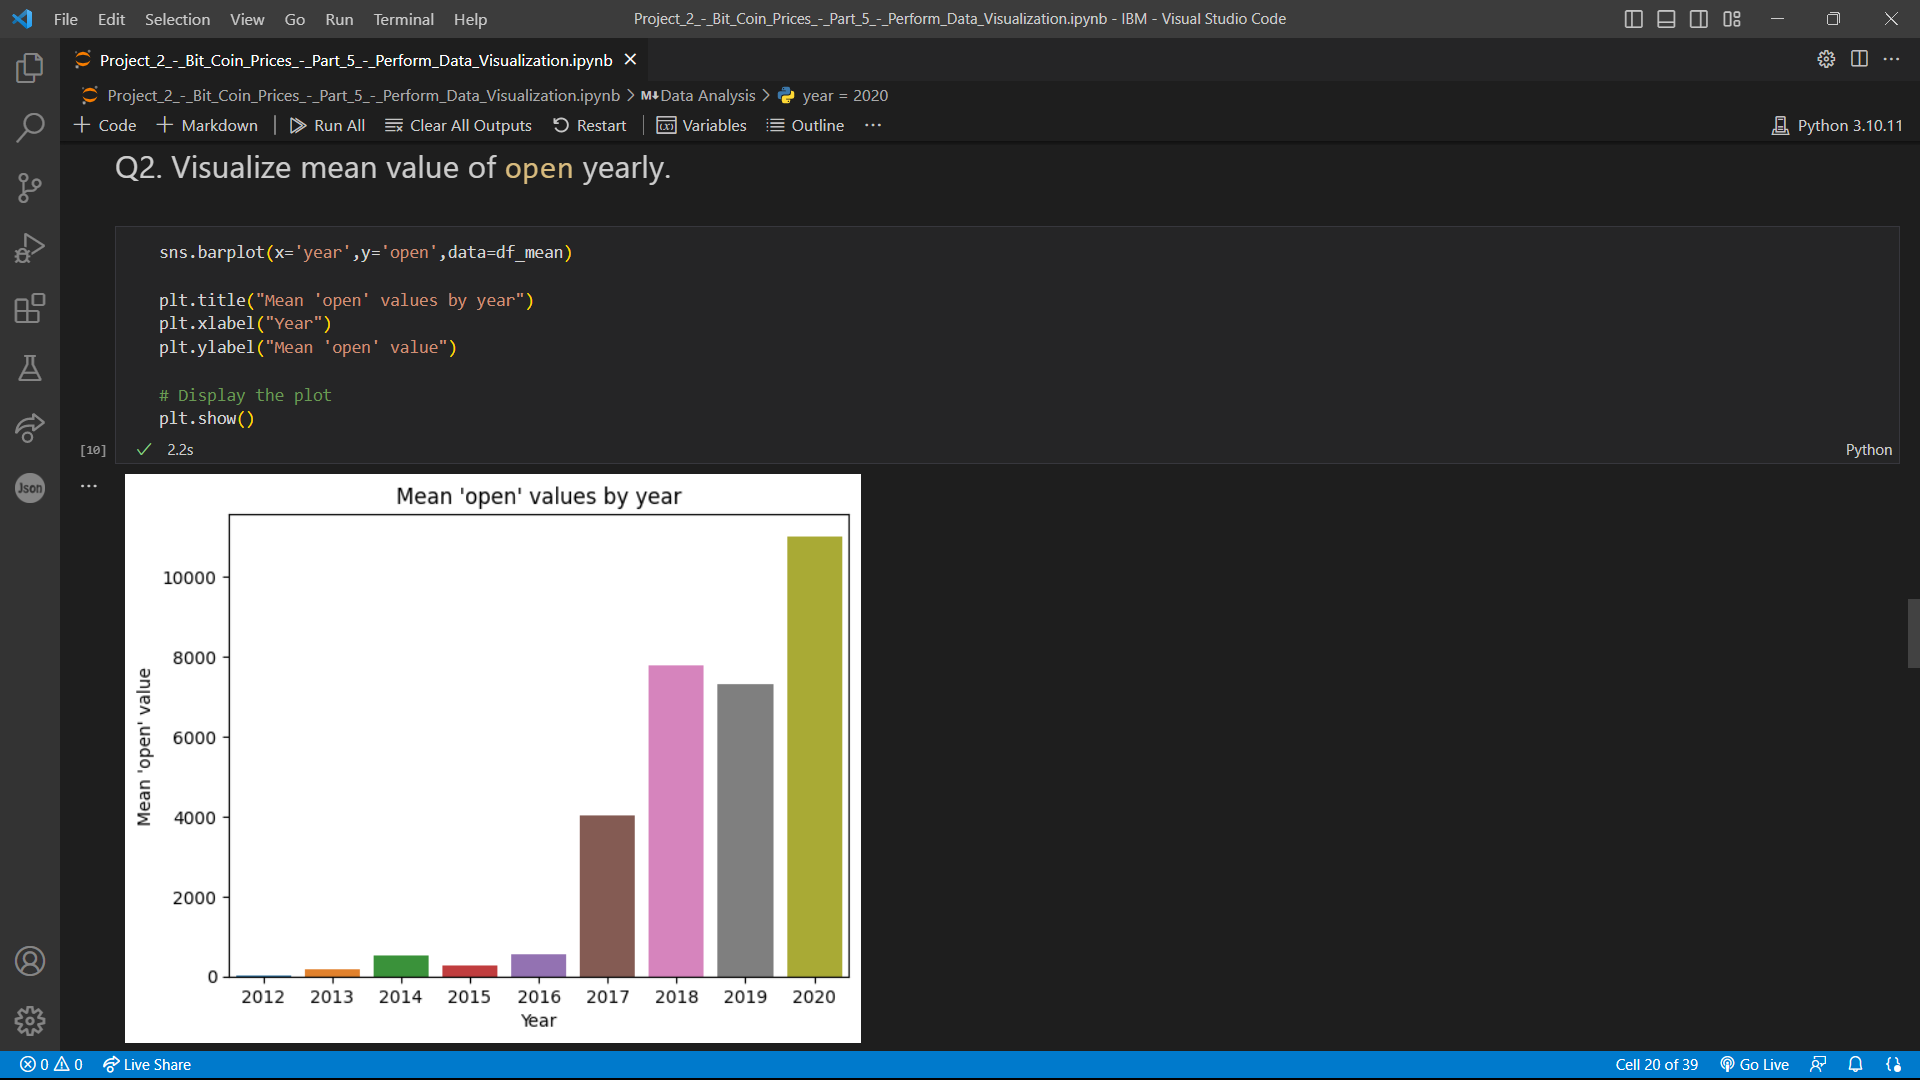 File Edit Selection View Go Run Terminal Help
Project_2_-_Bit_Coin_Prices_-_Part_5_-_Perform_Data_Visualization.ipynb - IBM - Visual Studio Code
Project_2_-_Bit_Coin_Prices_-_Part_5_-_Perform_Data_Visualization.ipynb
Project_2_-_Bit_Coin_Prices_-_Part_5_-_Perform_Data_Visualization.ipynb > M↓Data Analysis > year = 2020
+ Code + Markdown | Run All Clear All Outputs Restart | Variables Outline ···
Python 3.10.11
Q2. Visualize mean value of open yearly.
sns.barplot(x='year',y='open',data=df_mean)
plt.title("Mean 'open' values by year")
plt.xlabel("Year")
plt.ylabel("Mean 'open' value")
# Display the plot
plt.show()
[10] ✓ 2.2s
Python
Json
Mean 'open' values by year
10000
8000
6000
4000
2000
0
Mean 'open' value
2012 2013 2014 2015 2016 2017 2018 2019 2020
Year
0 0 Live Share
Cell 20 of 39 Go Live